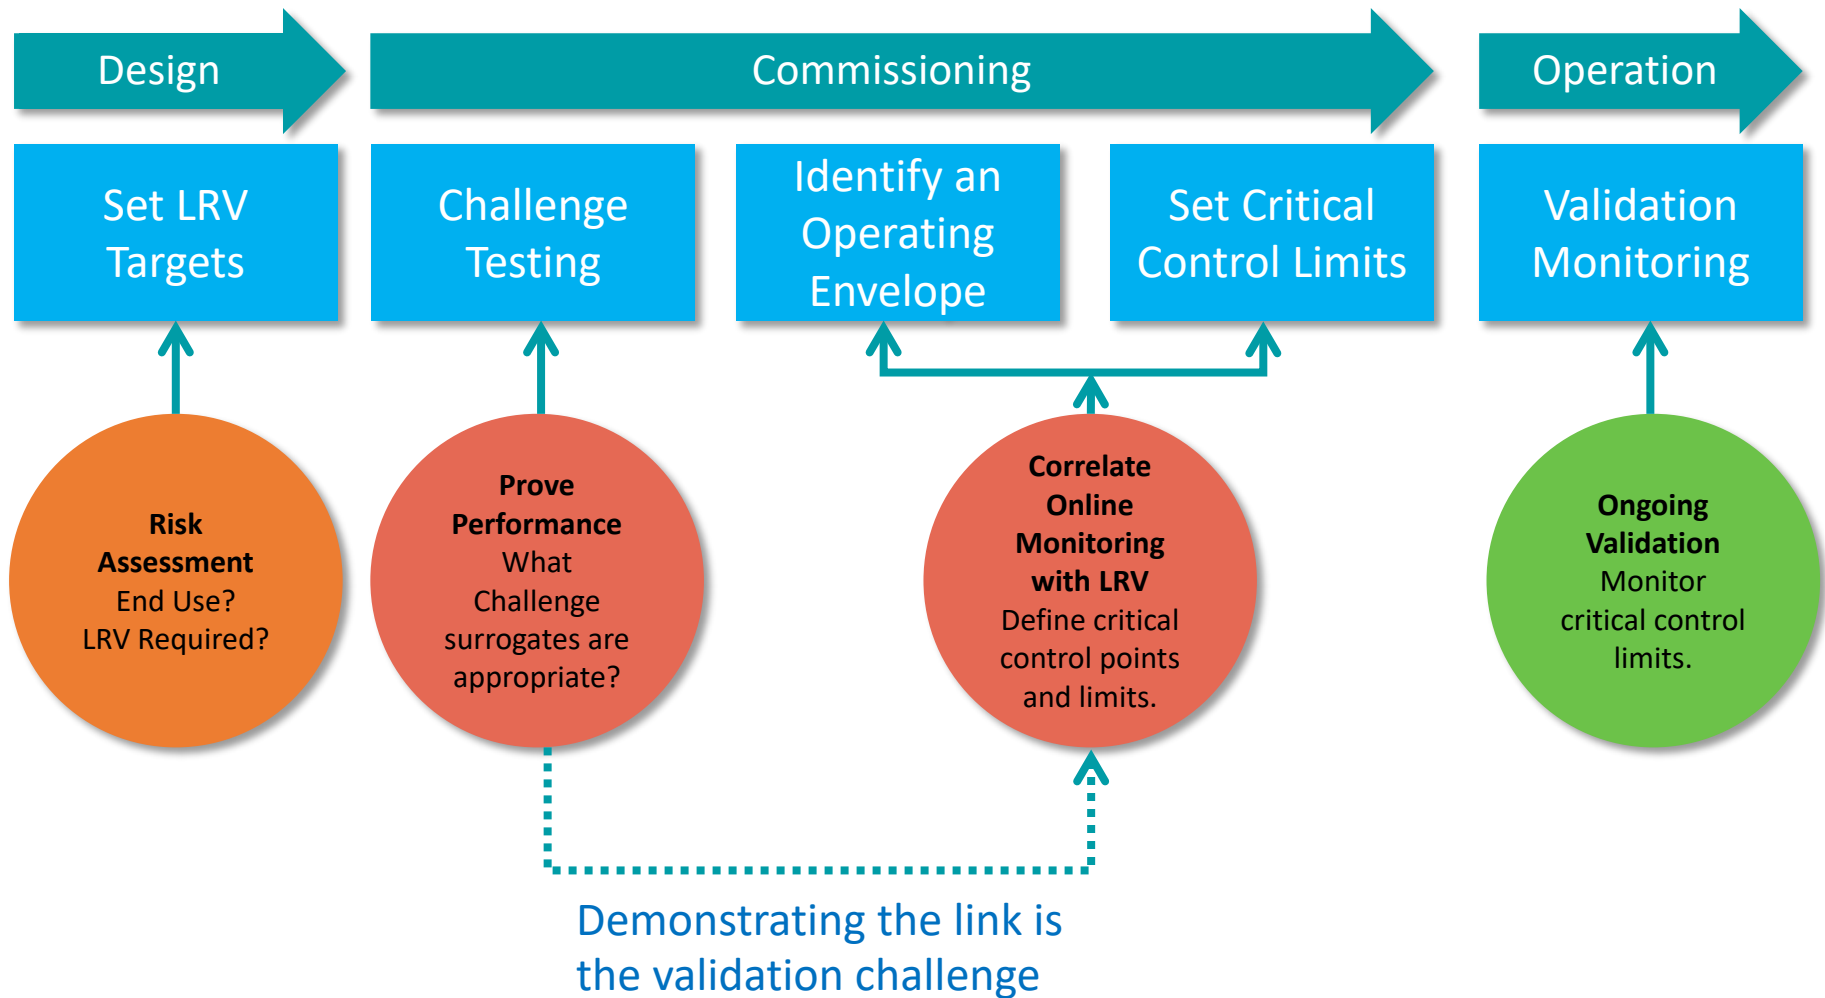 Design
Commissioning
Operation
Set LRV
Targets
Challenge
Testing
Identify an
Operating
Envelope
Set Critical
Control Limits
Validation
Monitoring
Risk
Assessment
End Use?
LRV Required?
Prove
Performance
What
Challenge
surrogates are
appropriate?
Correlate
Online
Monitoring
with LRV
Define critical
control points
and limits.
Ongoing
Validation
Monitor
critical control
limits.
Demonstrating the link is
the validation challenge